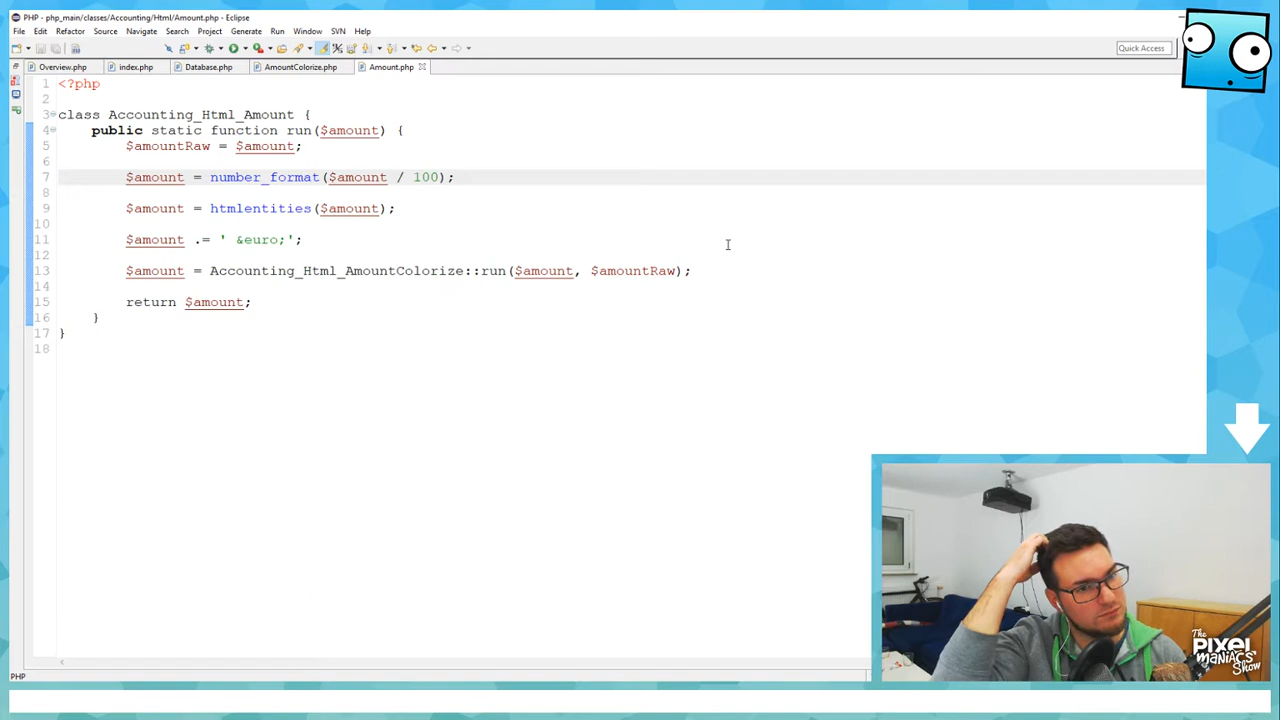 PHP - php_main/classes/Accounting/Html/Amount.php - Eclipse
File Edit Refactor Source Navigate Search Project Generate Run Window SVN Help
Quick Access
Overview.php index.php Database.php AmountColorize.php Amount.php
1 <?php
2
3 class Accounting_Html_Amount {
4 public static function run($amount) {
5 $amountRaw = $amount;
6
7 $amount = number_format($amount / 100);
8
9 $amount = htmlentities($amount);
10
11 $amount .= ' &euro;';
12
13 $amount = Accounting_Html_AmountColorize::run($amount, $amountRaw);
14
15 return $amount;
16 }
17 }
18
The
PIXEL
MANIACS
Show
PHP